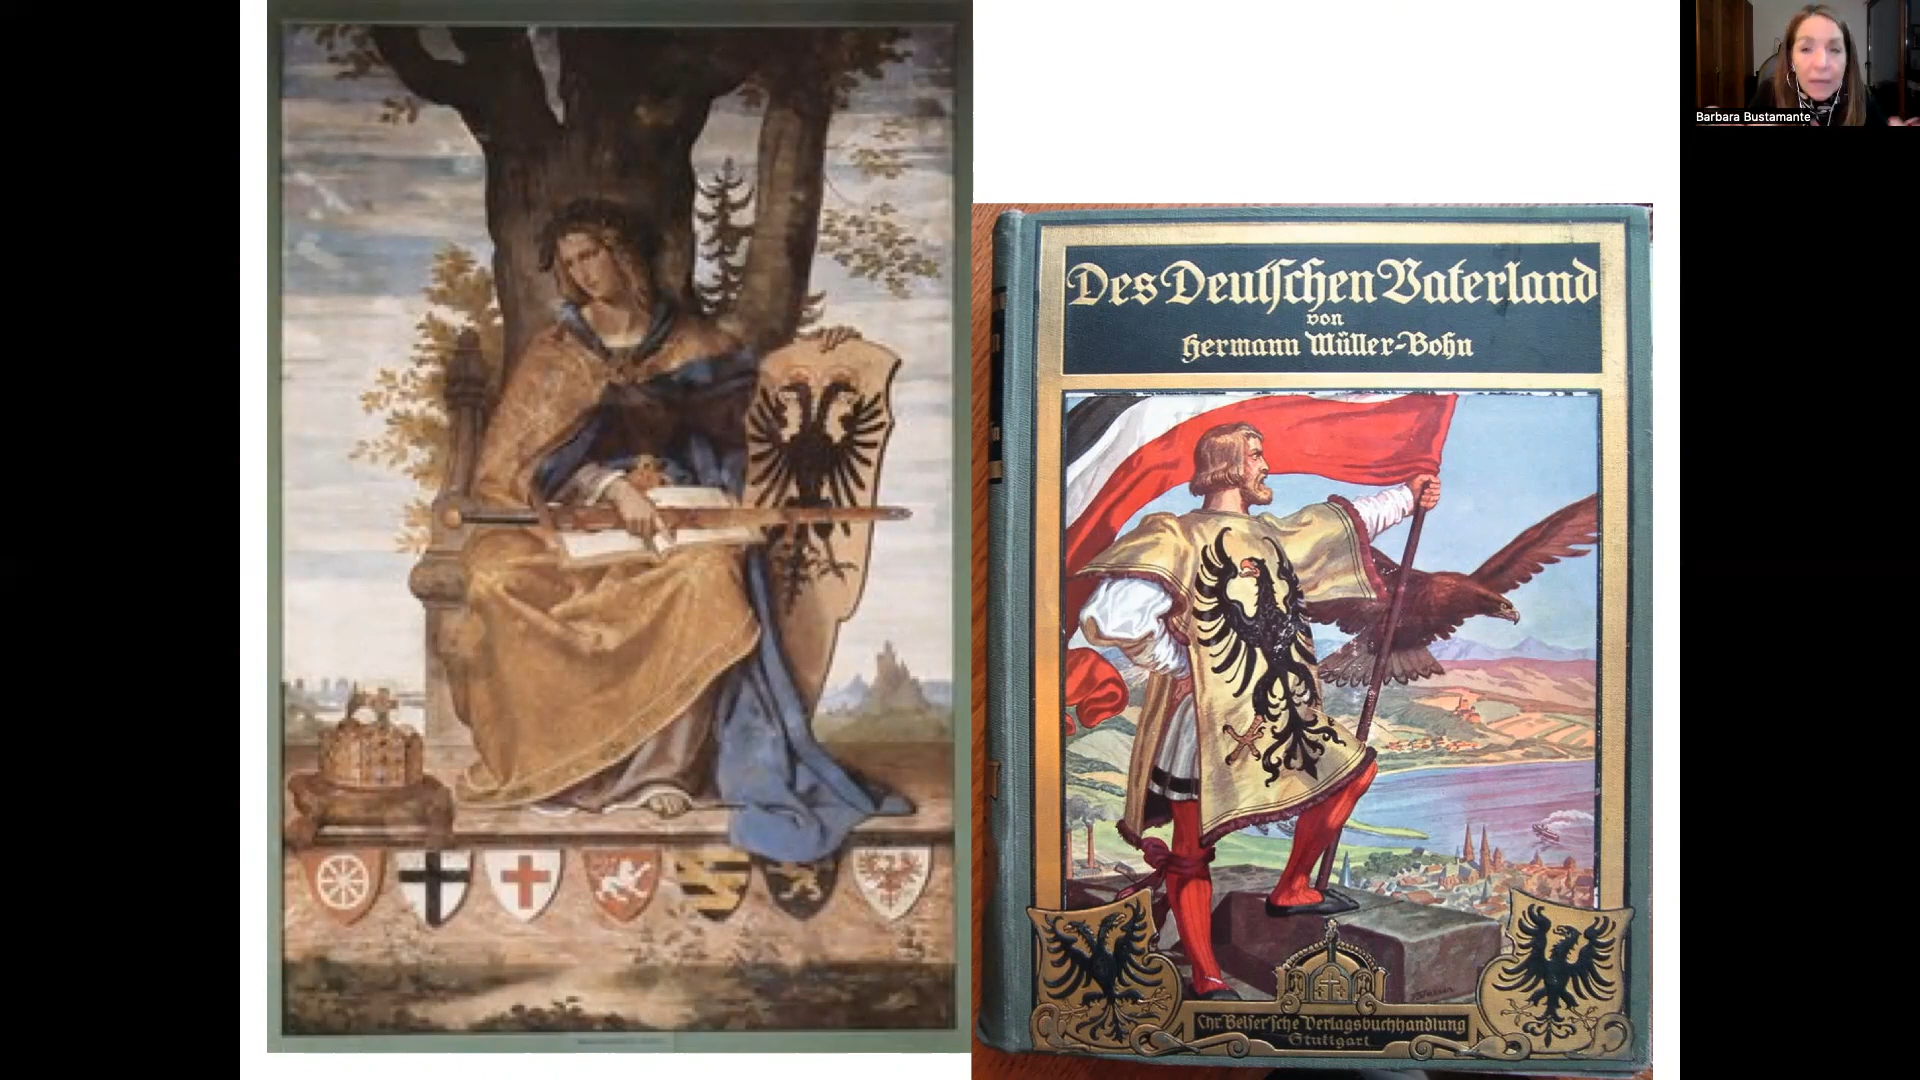 Barbara Bustamante
Des Deutschen Vaterland
von
Hermann Müller-Bohn
Chr. Belser'sche Verlagsbuchhandlung
Stuttgart